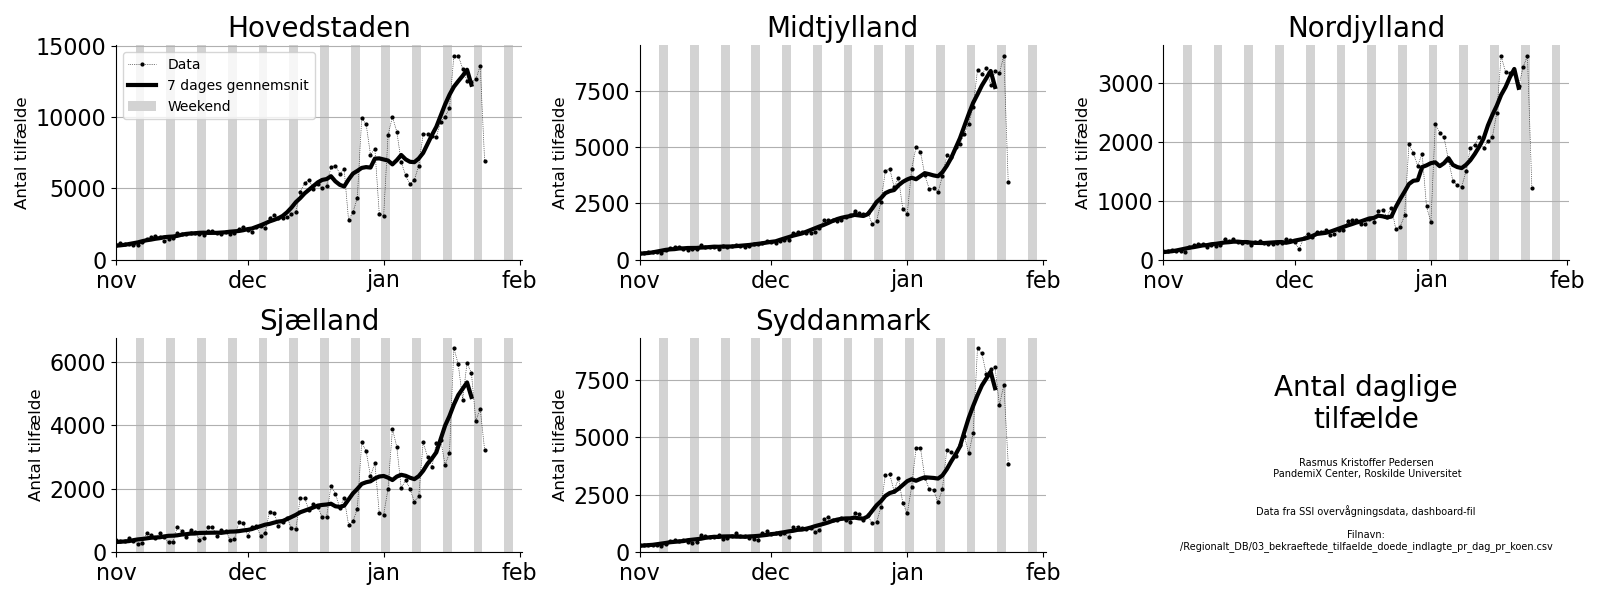 Hovedstaden
Midtjylland
Nordjylland
Antal tilfælde
15000
10000
5000
0
Data
7 dages gennemsnit
Weekend
nov
dec
jan
feb
Antal tilfælde
7500
5000
2500
0
nov
dec
jan
feb
Antal tilfælde
3000
2000
1000
0
nov
dec
jan
feb
Sjælland
Syddanmark
Antal tilfælde
6000
4000
2000
0
nov
dec
jan
feb
Antal tilfælde
7500
5000
2500
0
nov
dec
jan
feb
Antal daglige
tilfælde
Rasmus Kristoffer Pedersen
PandemiX Center, Roskilde Universitet
Data fra SSI overvågningsdata, dashboard-fil
Filnavn:
/Regionalt_DB/03_bekraeftede_tilfaelde_doede_indlagte_pr_dag_pr_koen.csv